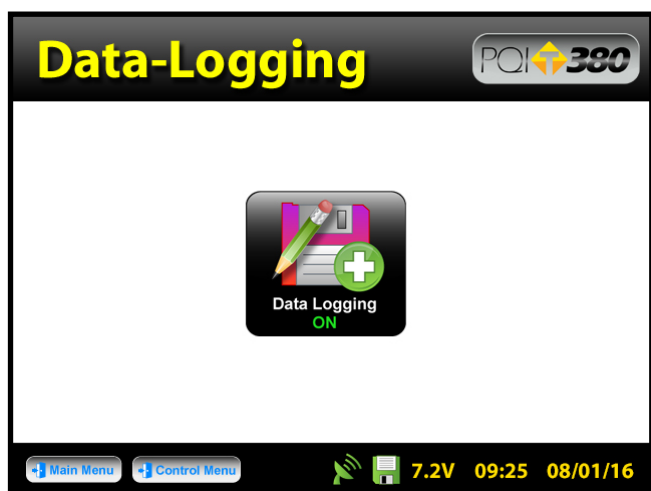 Data-Logging
PQI T 380
Data Logging
ON
Main Menu Control Menu 7.2V 09:25 08/01/16